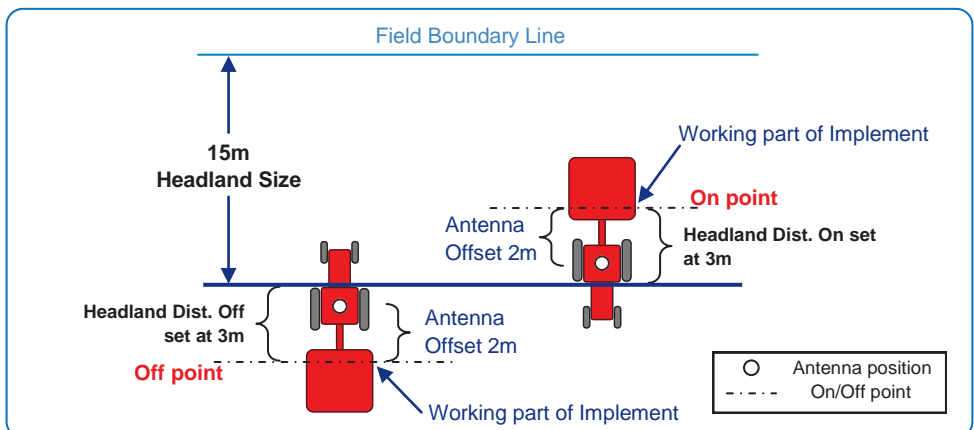 Field Boundary Line
15m
Headland Size
Working part of Implement
On point
Antenna
Offset 2m
Headland Dist. On set
at 3m
Headland Dist. Off
set at 3m
Antenna
Offset 2m
Off point
Working part of Implement
Antenna position
On/Off point